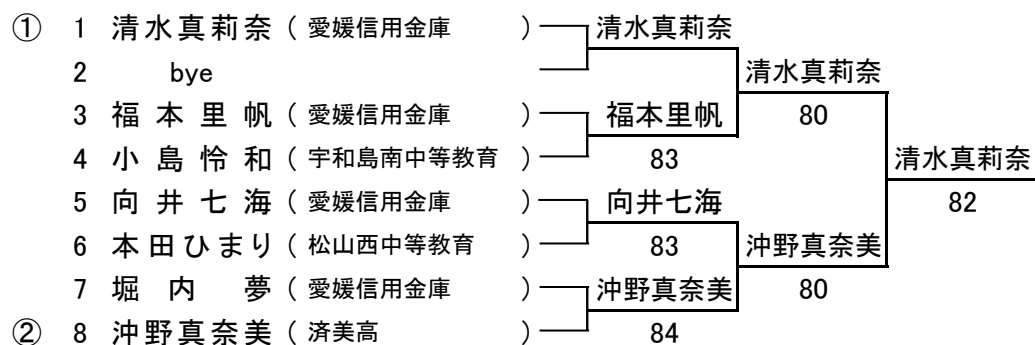 ① 1 清水真莉奈 ( 愛媛信用金庫 ) 清水真莉奈
2 bye 清水真莉奈
3 福本里帆 ( 愛媛信用金庫 ) 福本里帆 80
4 小島怜和 ( 宇和島南中等教育 ) 83 清水真莉奈
5 向井七海 ( 愛媛信用金庫 ) 向井七海 82
6 本田ひまり ( 松山西中等教育 ) 83 沖野真奈美
7 堀内夢 ( 愛媛信用金庫 ) 沖野真奈美 80
② 8 沖野真奈美 ( 済美高 ) 84